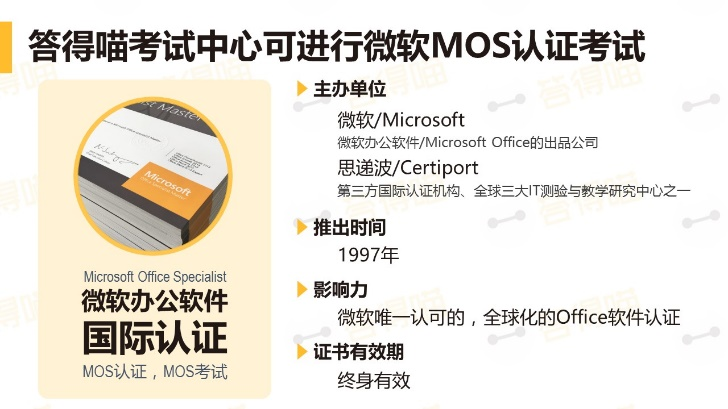 答得喵考试中心可进行微软MOS认证考试
Microsoft
Microsoft Office Specialist
微软办公软件
国际认证
MOS认证，MOS考试
主办单位
微软/Microsoft
微软办公软件/Microsoft Office的出品公司
思递波/Certiport
第三方国际认证机构、全球三大IT测验与教学研究中心之一
推出时间
1997年
影响力
微软唯一认可的，全球化的Office软件认证
证书有效期
终身有效